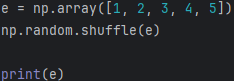 e = np.array([1, 2, 3, 4, 5])
np.random.shuffle(e)
print(e)